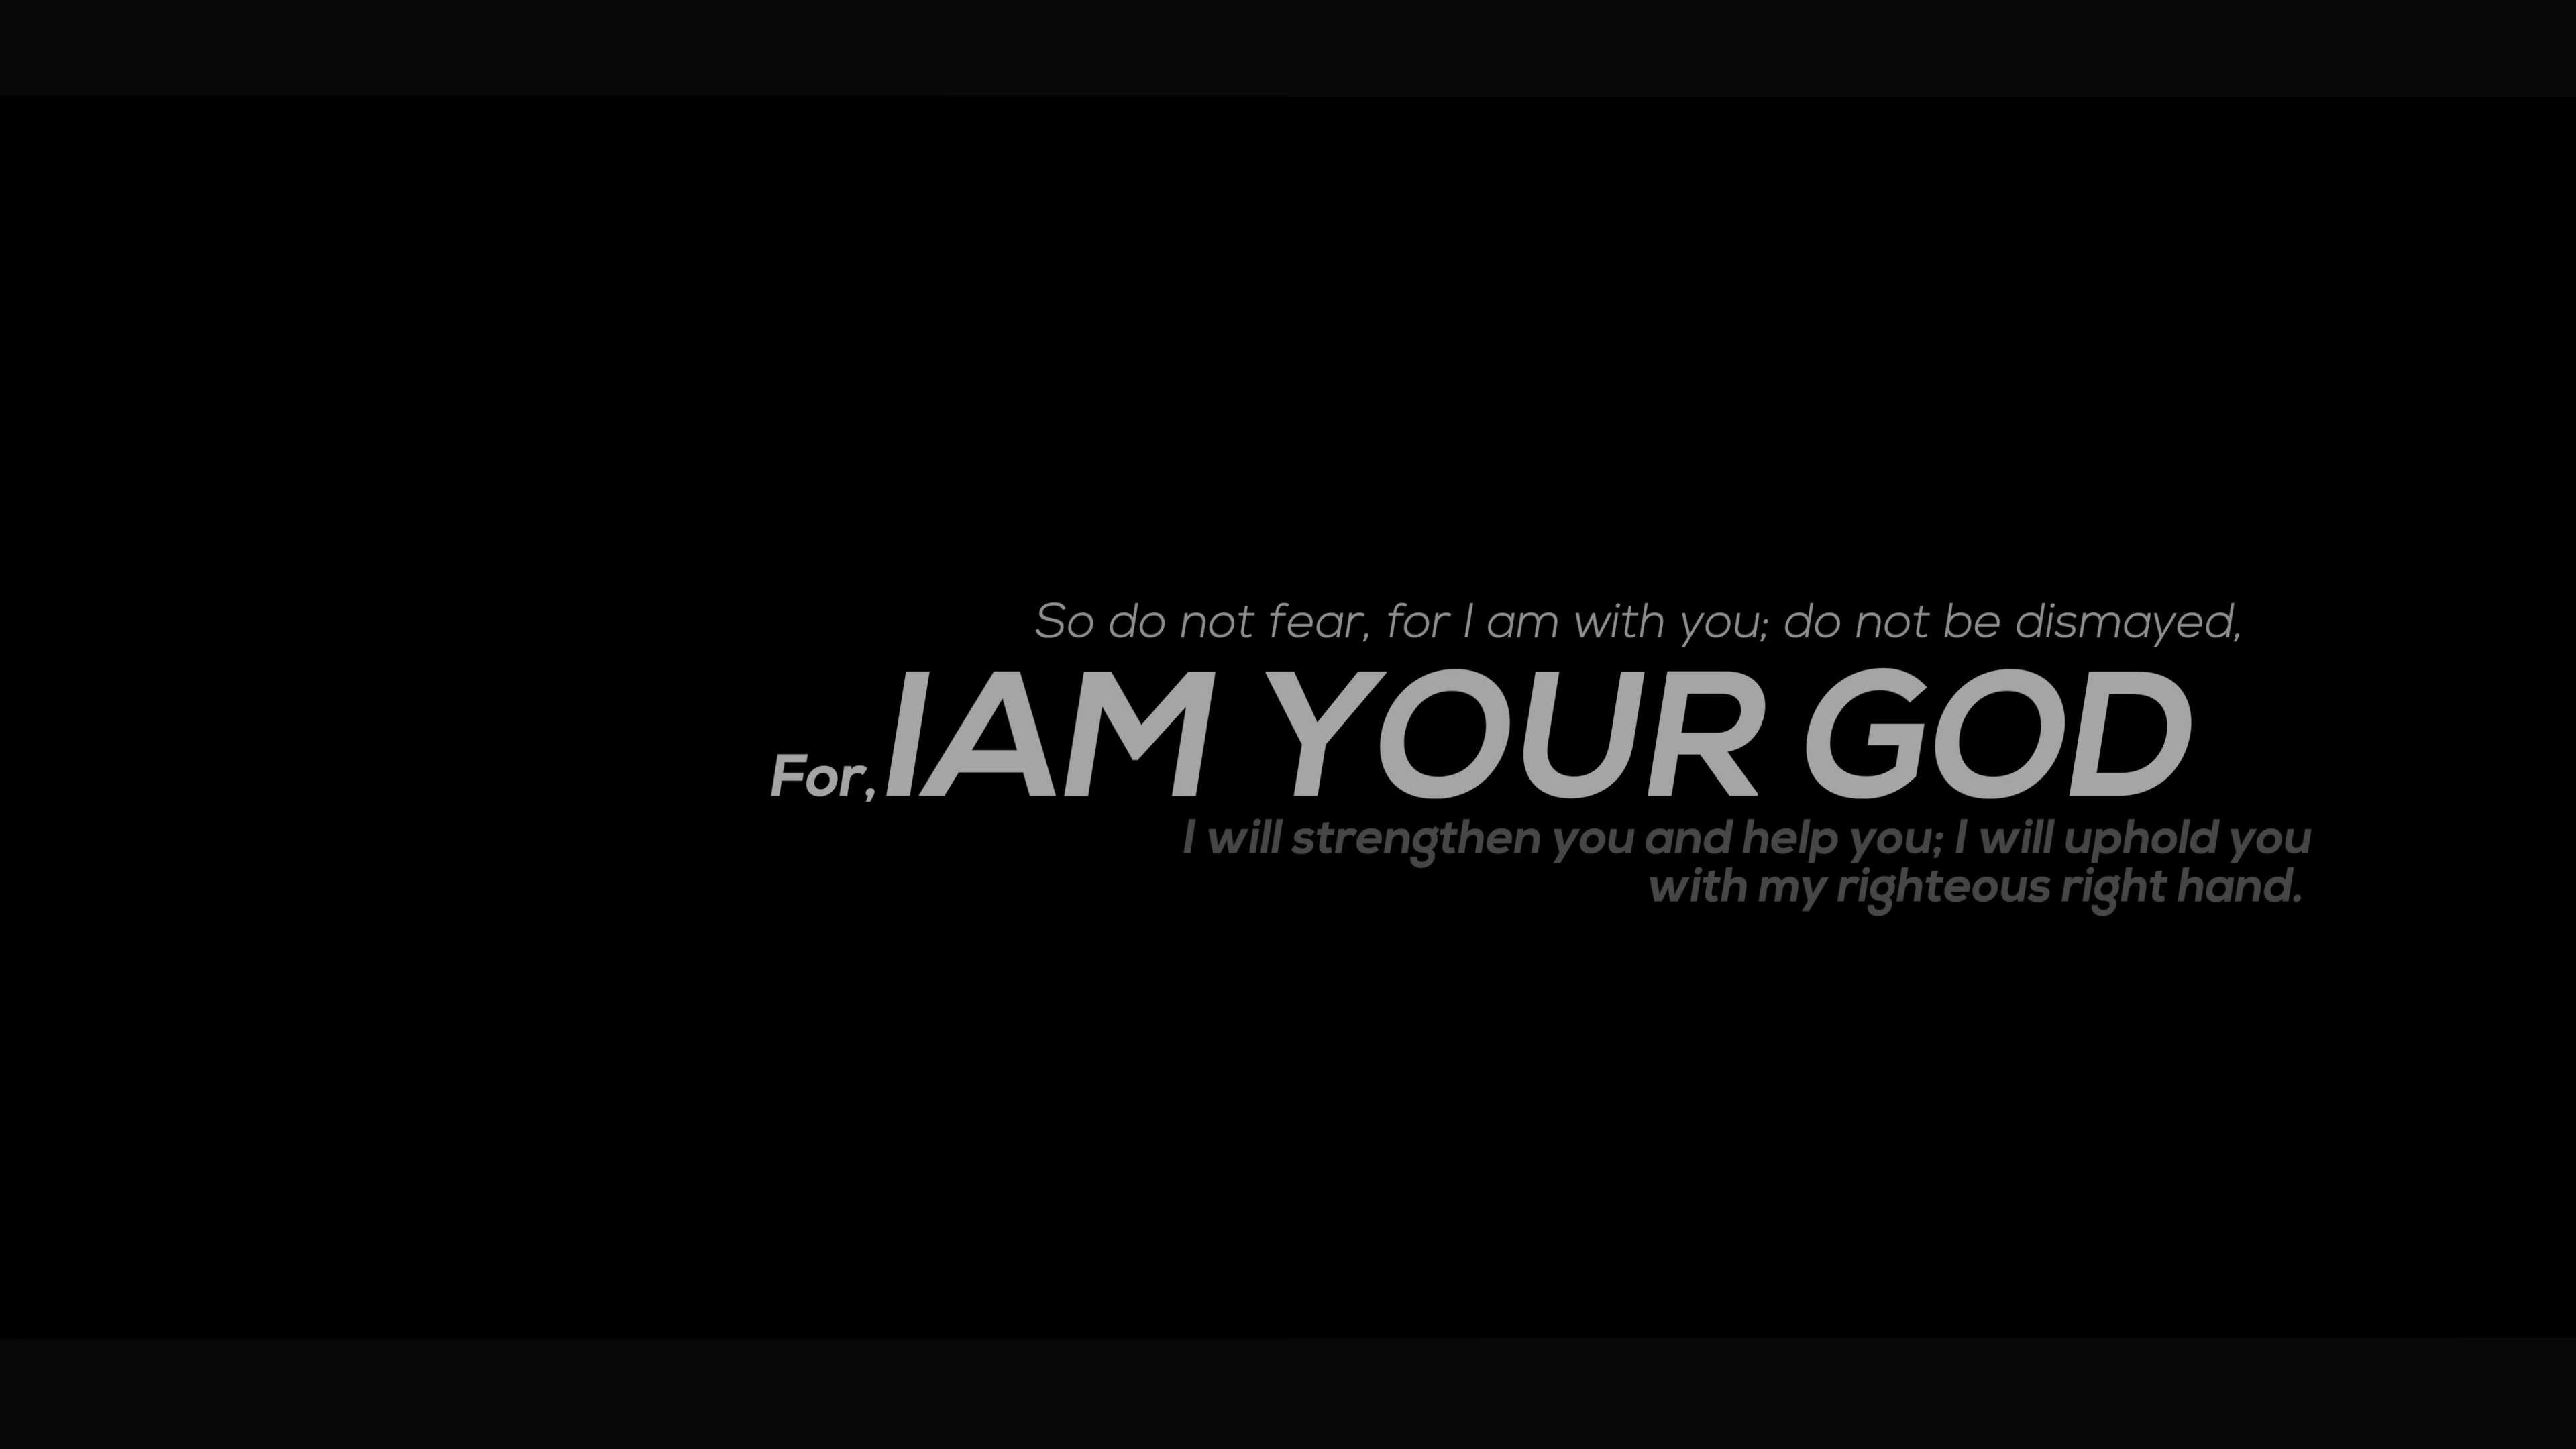 So do not fear, for I am with you; do not be dismayed,
For, I AM YOUR GOD
I will strengthen you and help you; I will uphold you
with my righteous right hand.